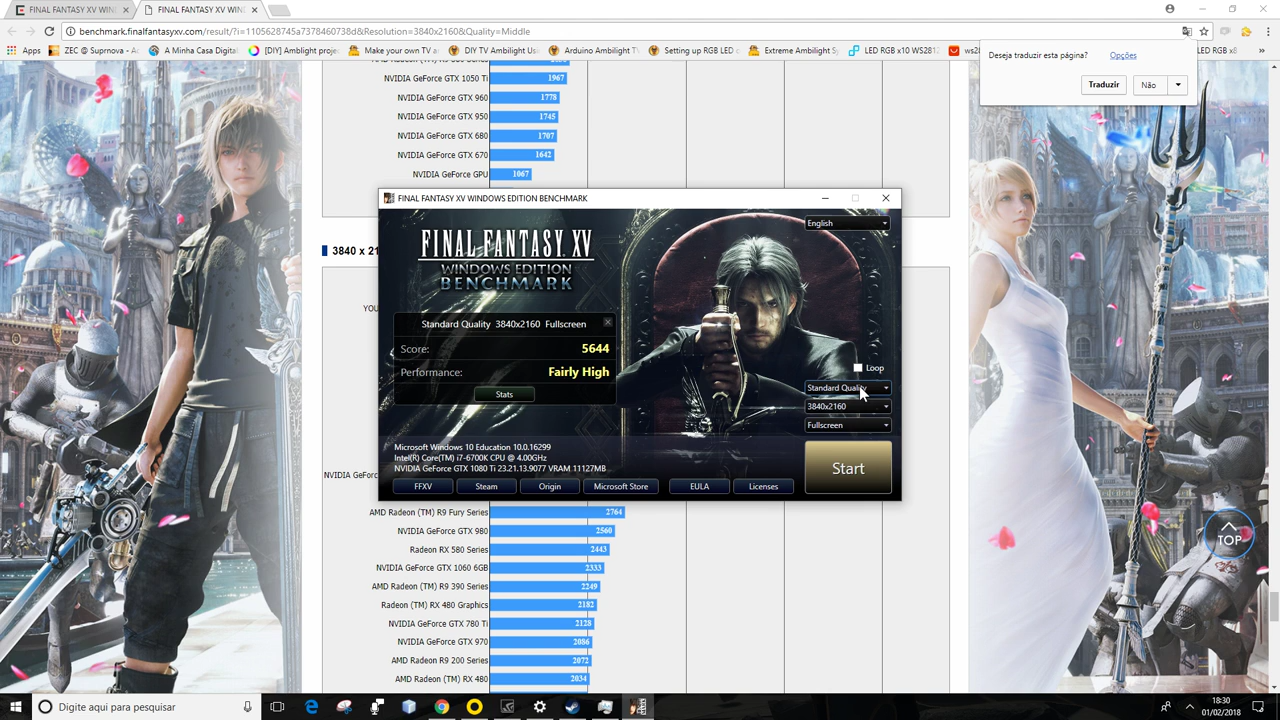 FINAL FANTASY XV WINDOW
FINAL FANTASY XV WIN
benchmark.finalfantasyxv.com/result/?i=1105628745a7378460738d&Resolution=3840x2160&Quality=Middle
Apps
ZEC @ Suprnova - A
A Minha Casa Digital
[DIY] Ambilight proje
Make your own TV a
DIY TV Ambilight Us
Arduino Ambilight
Setting up RGB LED
Extreme Ambilight S
LED RGB x10 WS2812
ws28
LED RGB x8
Deseja traduzir esta página?
Opções
Traduzir
Não
NVIDIA GeForce GTX 1050 Ti 1967
NVIDIA GeForce GTX 960 1778
NVIDIA GeForce GTX 950 1745
NVIDIA GeForce GTX 680 1707
NVIDIA GeForce GTX 670 1642
NVIDIA GeForce GPU 1067
FINAL FANTASY XV WINDOWS EDITION BENCHMARK
English
FINAL FANTASY XV
WINDOWS EDITION
BENCHMARK
3840 x 21
YOU
Standard Quality 3840x2160 Fullscreen
Score: 5644
Performance: Fairly High
Stats
Loop
Standard Quality
3840x2160
Fullscreen
Start
Microsoft Windows 10 Education 10.0.16299
Intel(R) Core(TM) i7-6700K CPU @ 4.00GHz
NVIDIA GeForce GTX 1080 Ti 23.21.13.9077 VRAM 11127MB
FFXV
Steam
Origin
Microsoft Store
EULA
Licenses
NVIDIA GeForc
AMD Radeon (TM) R9 Fury Series 2764
NVIDIA GeForce GTX 980 2560
Radeon RX 580 Series 2443
NVIDIA GeForce GTX 1060 6GB 2333
AMD Radeon (TM) R9 390 Series 2249
Radeon (TM) RX 480 Graphics 2182
NVIDIA GeForce GTX 780 Ti 2128
NVIDIA GeForce GTX 970 2086
AMD Radeon R9 200 Series 2072
AMD Radeon (TM) RX 480 2034
TOP
Digite aqui para pesquisar
18:30
01/02/2018